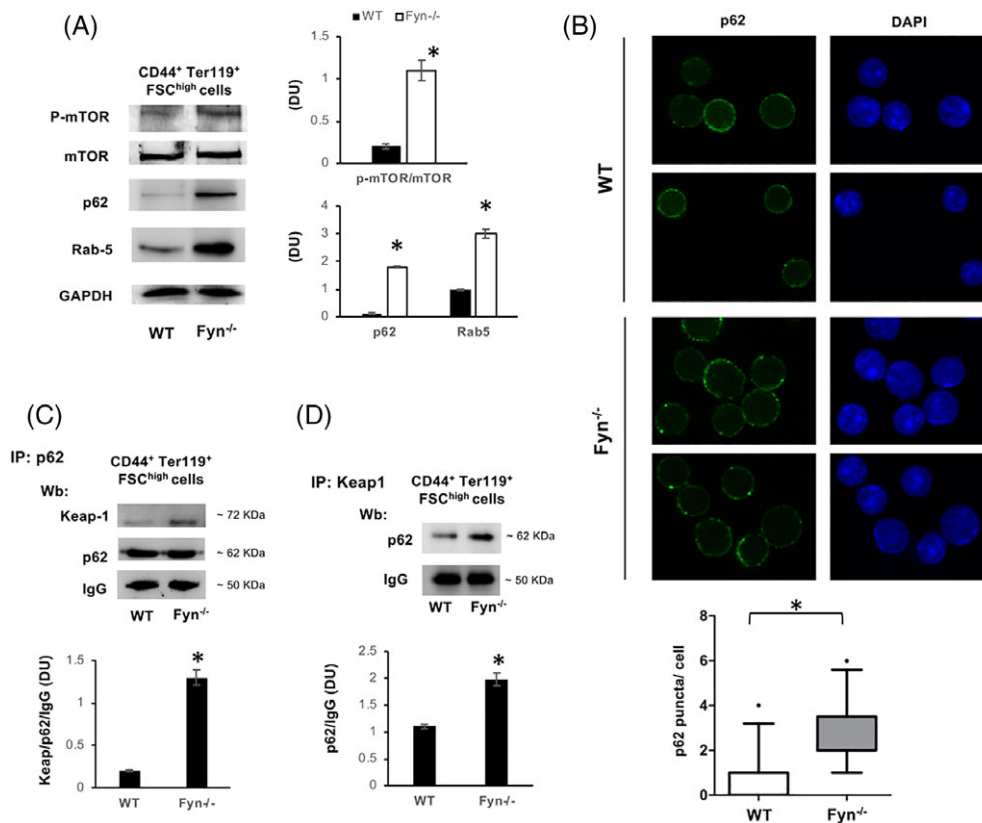 (A)
CD44+ Ter119+
FSChigh cells
P-mTOR
mTOR
p62
Rab-5
GAPDH
WT Fyn-/-
WT Fyn-/-
(DU)
1.5
1
0.5
0
*
p-mTOR/mTOR
(DU)
4
3
2
1
0
*
*
p62 Rab5
(B)
p62 DAPI
WT
Fyn-/-
*
p62 puncta/ cell
8
6
4
2
0
WT Fyn-/-
(C)
IP: p62
CD44+ Ter119+
FSChigh cells
Wb:
Keap-1 ~ 72 KDa
p62 ~ 62 KDa
IgG ~ 50 KDa
WT Fyn-/-
Keap/p62/IgG (DU)
1.5
1
0.5
0
*
WT Fyn-/-
(D)
IP: Keap1
CD44+ Ter119+
FSChigh cells
Wb:
p62 ~ 62 KDa
IgG ~ 50 KDa
WT Fyn-/-
p62/IgG (DU)
2.5
2
1.5
1
0.5
0
*
WT Fyn-/-